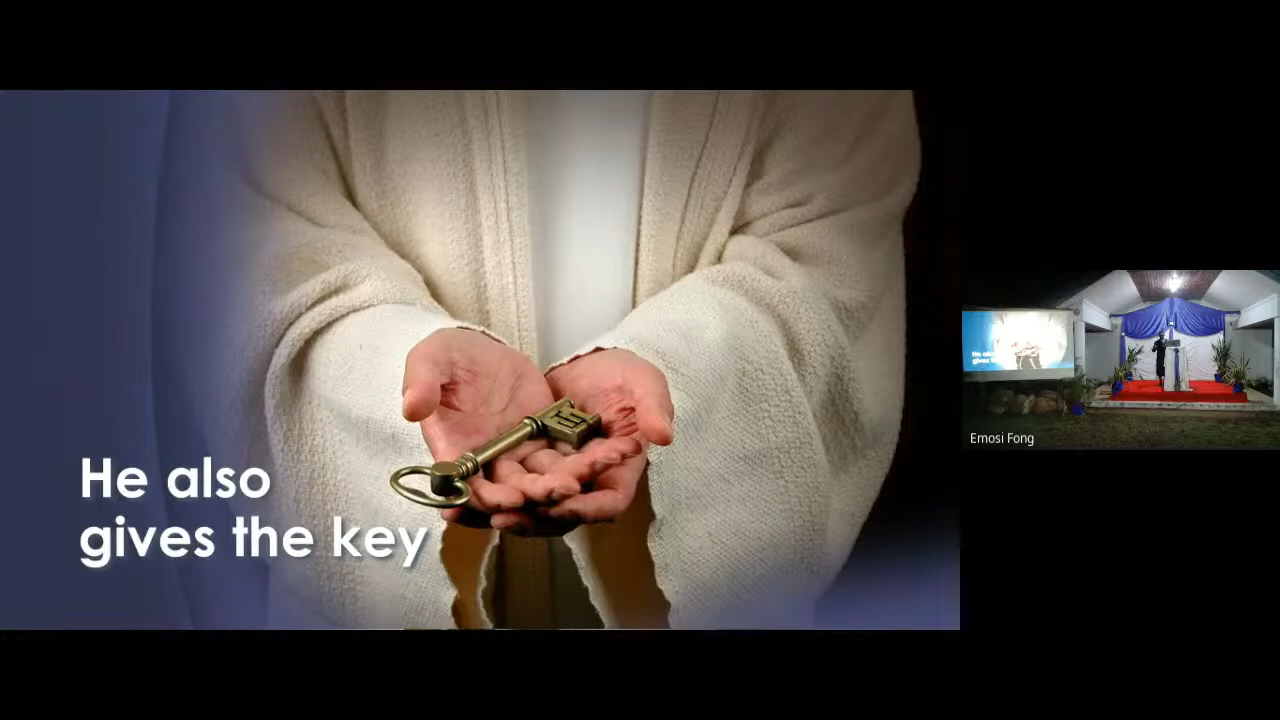 He also
gives the key
Emosi Fong